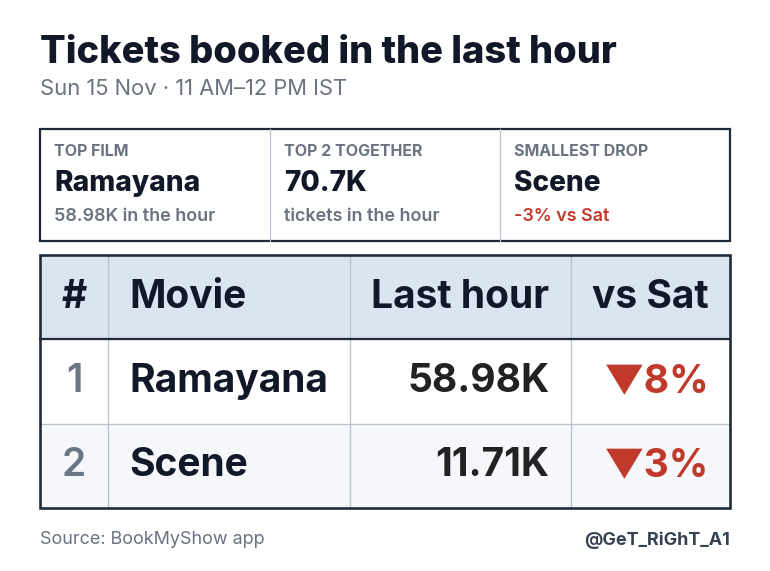 Tickets booked in the last hour
Sun 15 Nov · 11 AM–12 PM IST
TOP FILM
Ramayana
58.98K in the hour
TOP 2 TOGETHER
70.7K
tickets in the hour
SMALLEST DROP
Scene
-3% vs Sat
# Movie Last hour vs Sat
1 Ramayana 58.98K ▼8%
2 Scene 11.71K ▼3%
Source: BookMyShow app
@GeT_RiGhT_A1